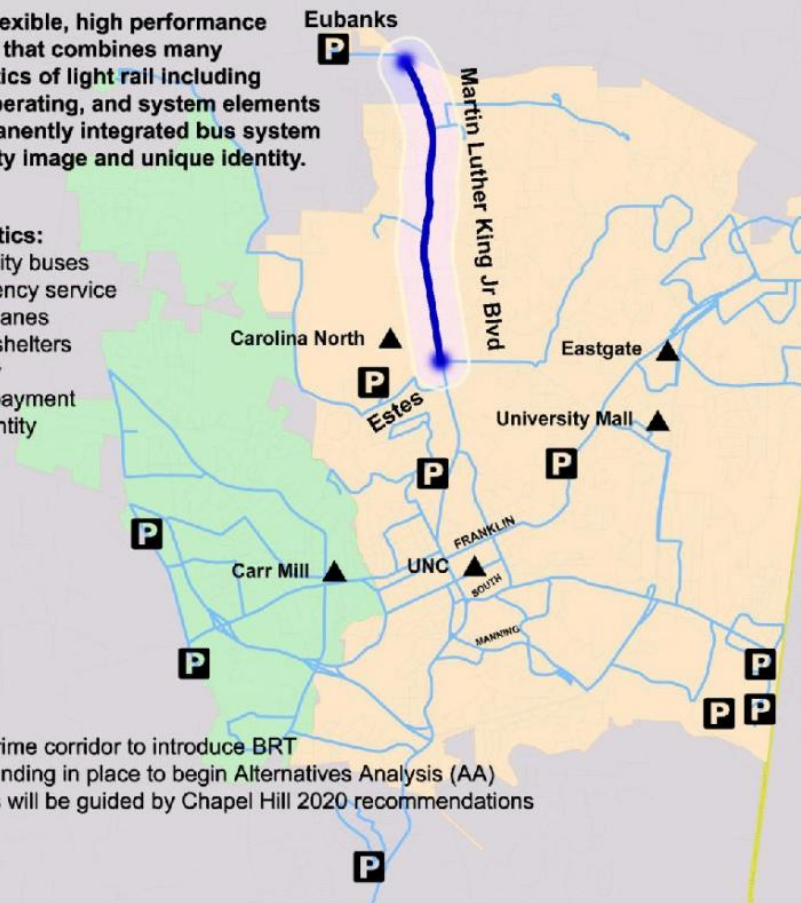 exible, high performance
that combines many
tics of light rail including
perating, and system elements
anently integrated bus system
ty image and unique identity.
tics:
ity buses
ency service
anes
shelters
ayment
ntity
Eubanks
P
Martin Luther King Jr Blvd
Carolina North
P
Estes
Eastgate
University Mall
P
P
FRANKLIN
P
Carr Mill
UNC
SOUTH
MANNING
P
P
P
P
rime corridor to introduce BRT
nding in place to begin Alternatives Analysis (AA)
s will be guided by Chapel Hill 2020 recommendations
P